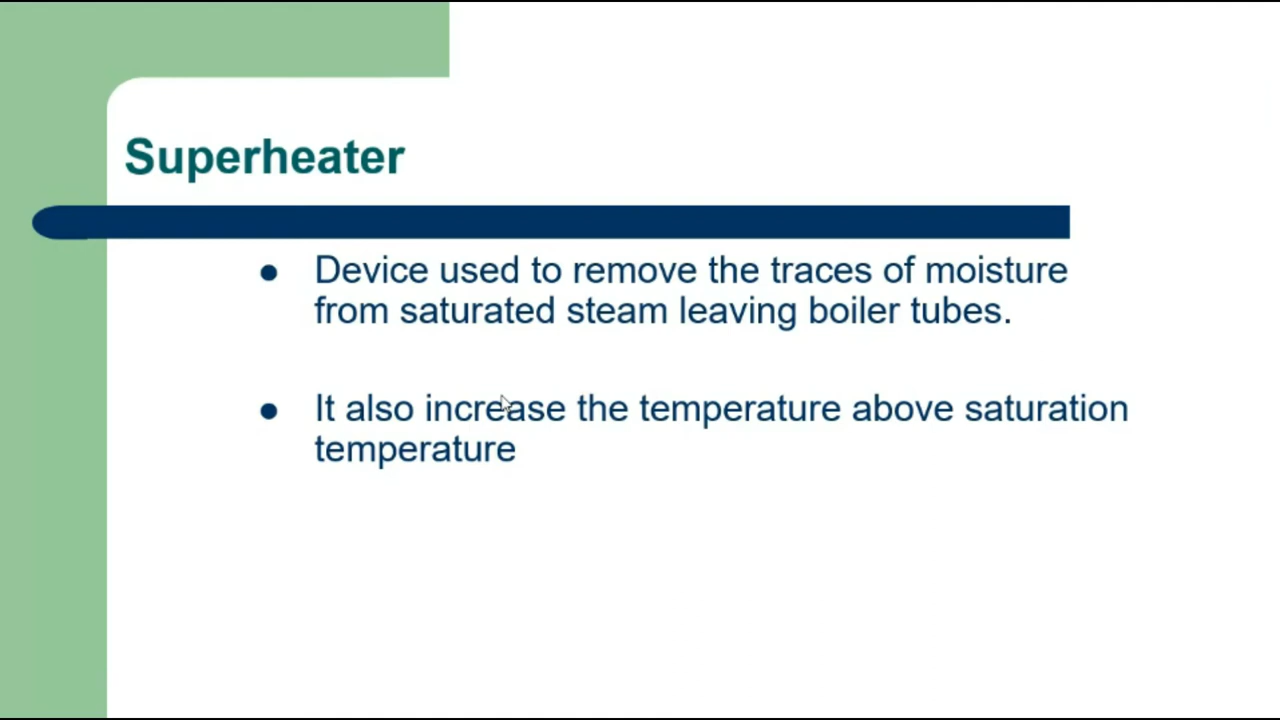 Superheater
● Device used to remove the traces of moisture
from saturated steam leaving boiler tubes.
● It also increase the temperature above saturation
temperature